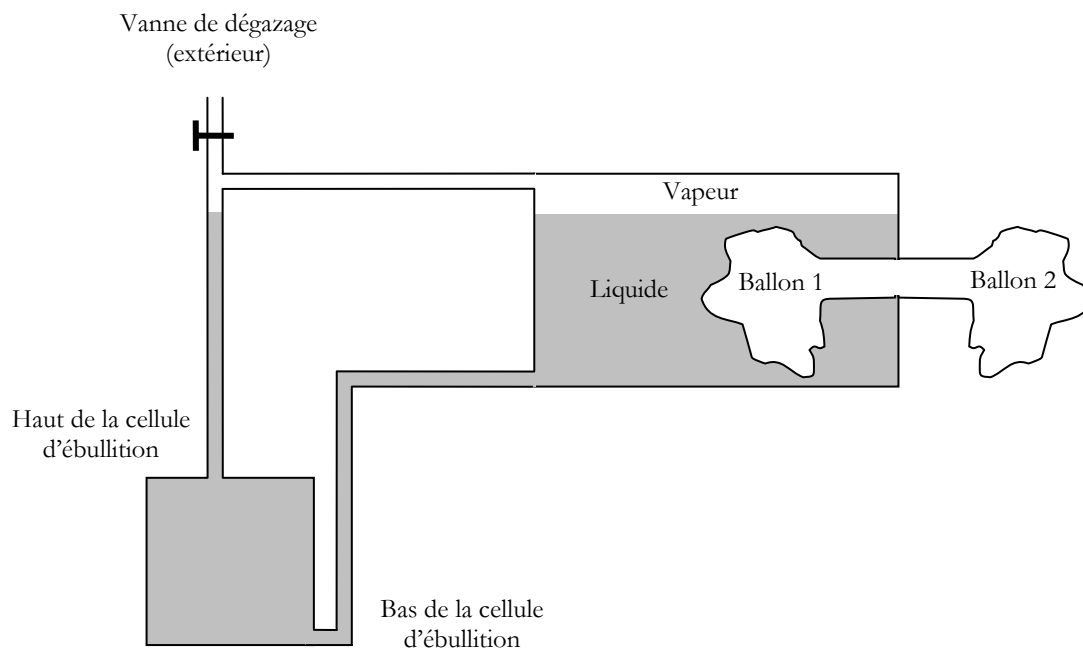 Vanne de dégazage
(extérieur)
Vapeur
Liquide
Ballon 1
Ballon 2
Haut de la cellule
d'ébullition
Bas de la cellule
d'ébullition